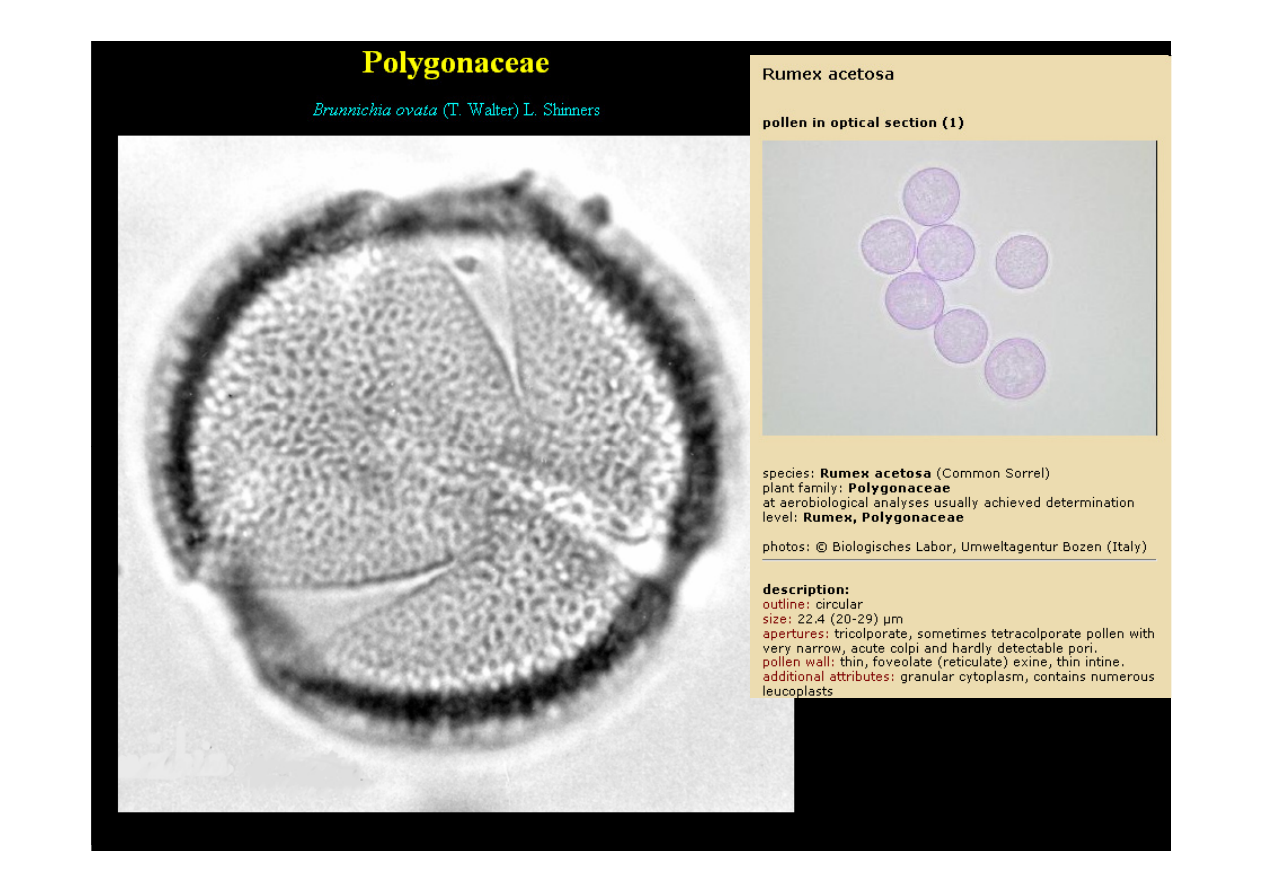 Polygonaceae
Brunnichia ovata (T. Walter) L. Shinners
Rumex acetosa
pollen in optical section (1)
species: Rumex acetosa (Common Sorrel)
plant family: Polygonaceae
at aerobiological analyses usually achieved determination
level: Rumex, Polygonaceae
photos: © Biologisches Labor, Umweltagentur Bozen (Italy)
description:
outline: circular
size: 22.4 (20-29) µm
apertures: tricolporate, sometimes tetracolporate pollen with
very narrow, acute colpi and hardly detectable pori.
pollen wall: thin, foveolate (reticulate) exine, thin intine.
additional attributes: granular cytoplasm, contains numerous
leucoplasts